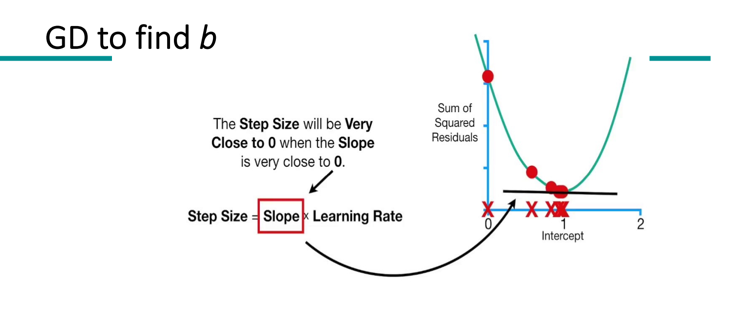 GD to find b
The Step Size will be Very
Close to 0 when the Slope
is very close to 0.
Step Size = Slope × Learning Rate
Sum of
Squared
Residuals
0 1 2
Intercept